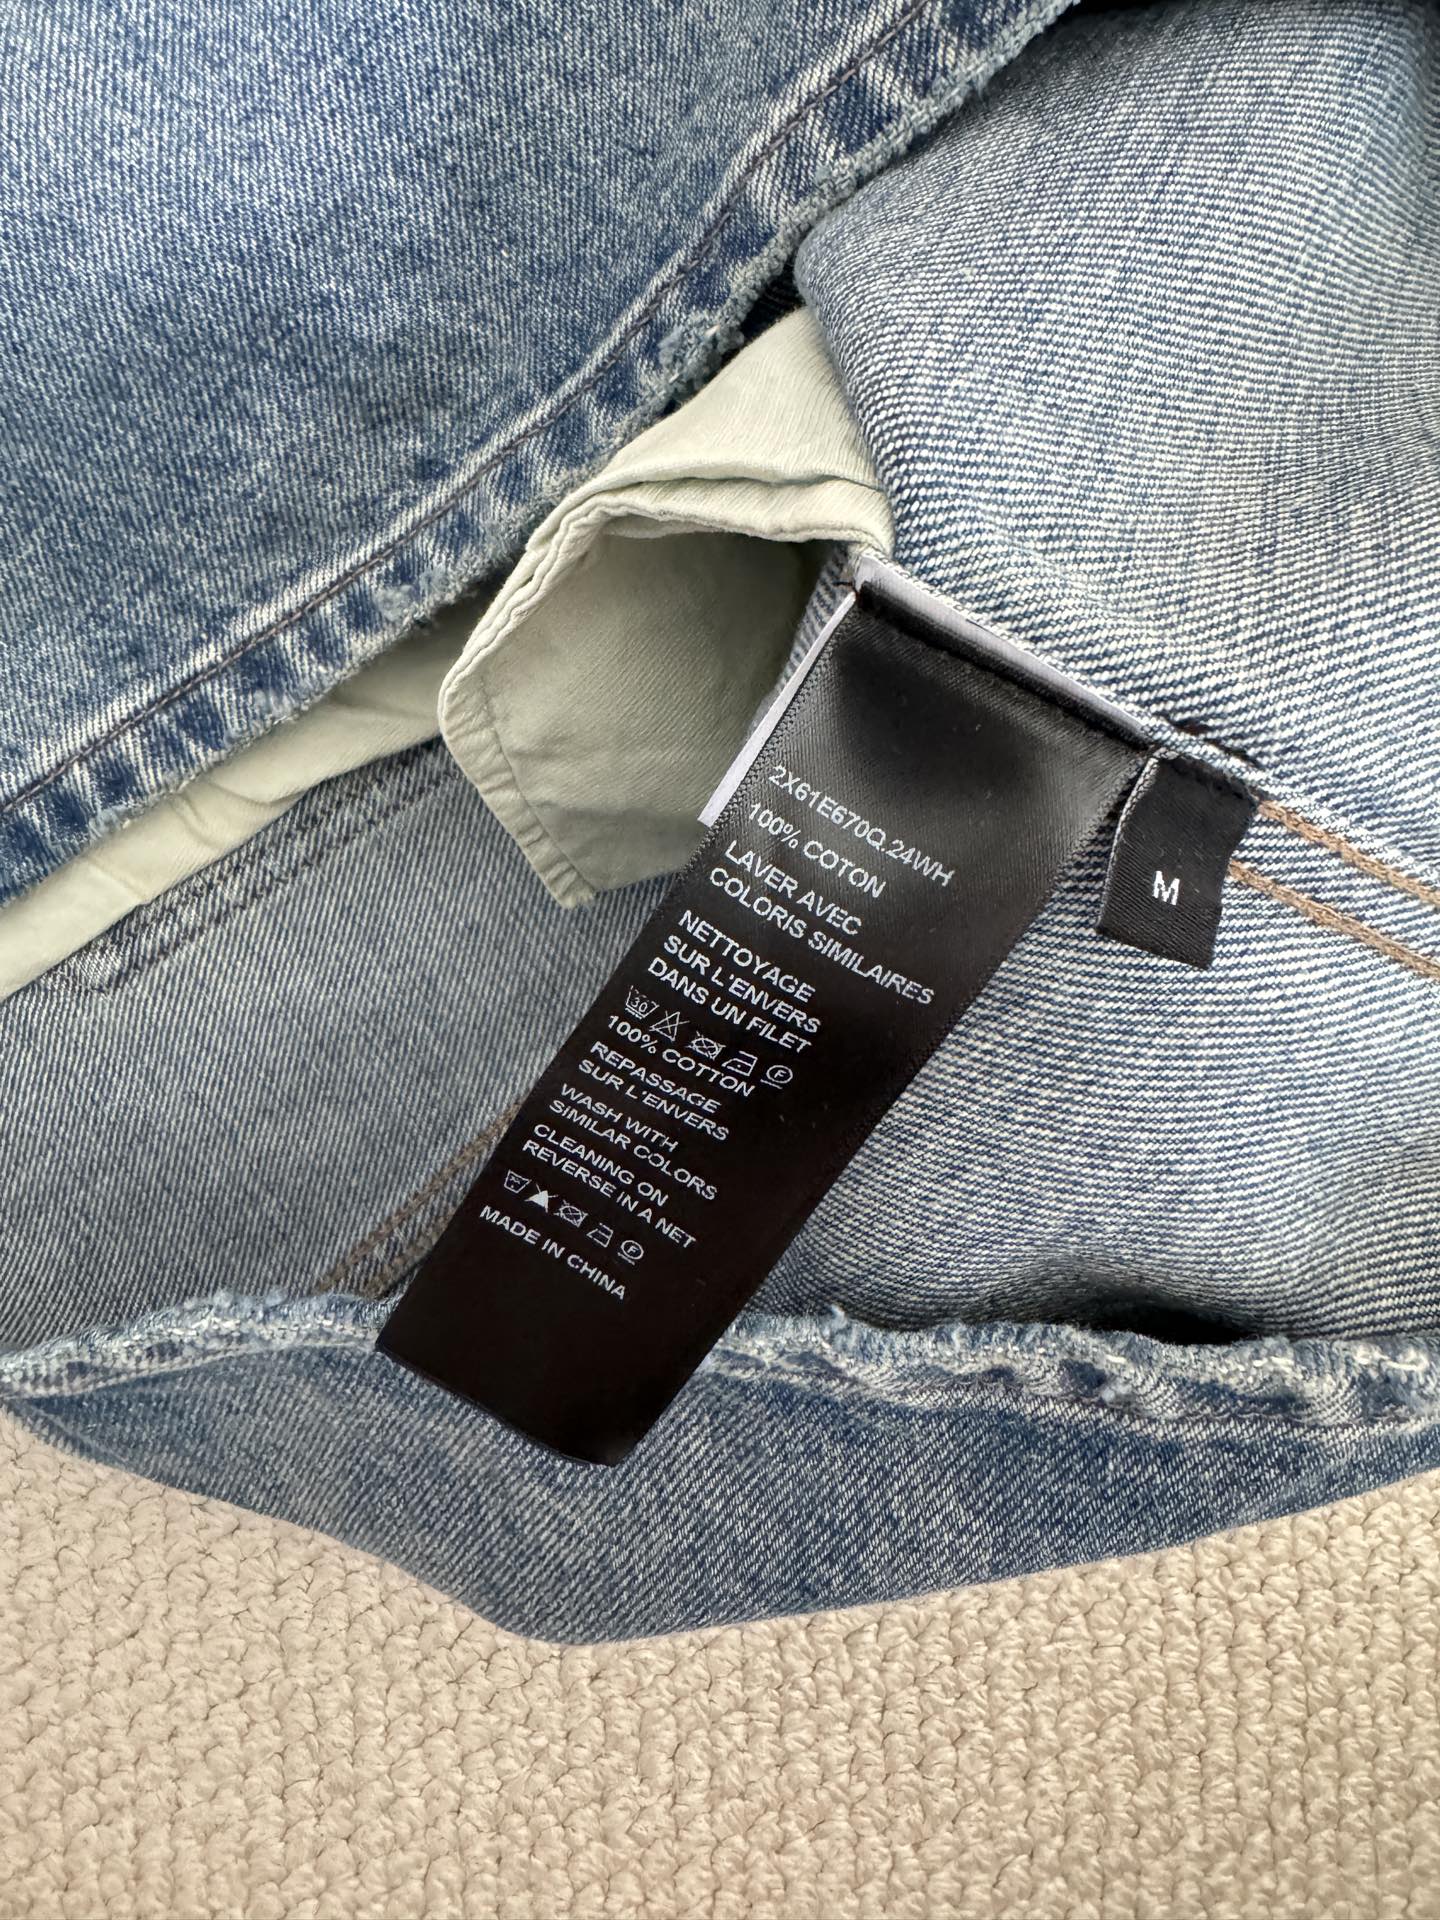 2X61E670Q.24WH
100% COTON
LAVER AVEC
COLORIS SIMILAIRES
NETTOYAGE
SUR L'ENVERS
DANS UN FILET
30 F
100% COTTON
REPASSAGE
SUR L'ENVERS
WASH WITH
SIMILAR COLORS
CLEANING ON
REVERSE IN A NET
F
MADE IN CHINA
M